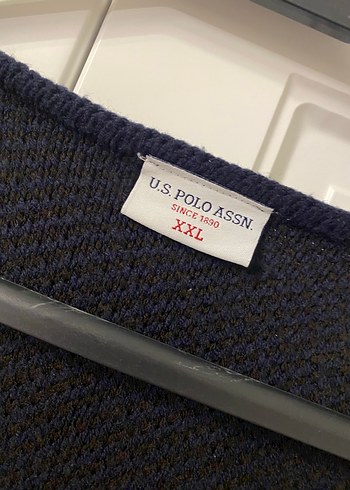 U.S. POLO ASSN.
SINCE 1890
XXL